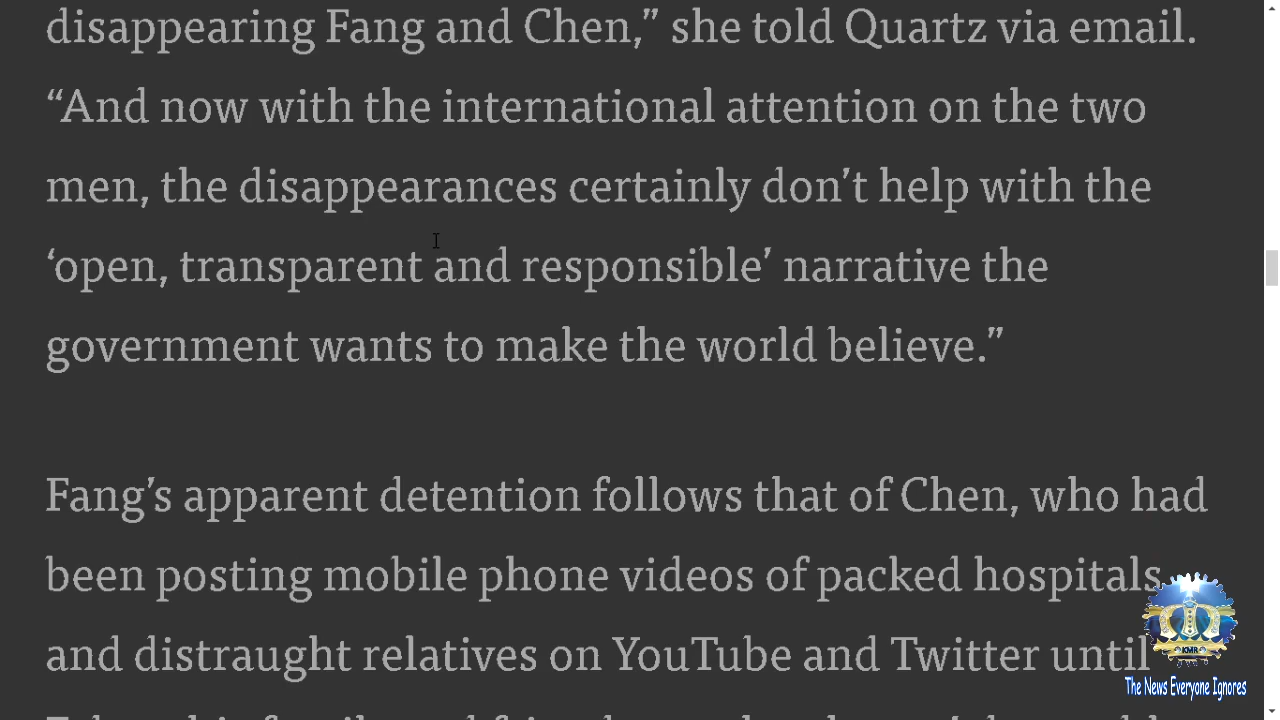 disappearing Fang and Chen,” she told Quartz via email.
“And now with the international attention on the two
men, the disappearances certainly don’t help with the
‘open, transparent and responsible’ narrative the
government wants to make the world believe.”
Fang’s apparent detention follows that of Chen, who had
been posting mobile phone videos of packed hospitals
and distraught relatives on YouTube and Twitter until
KMR
The News Everyone Ignores